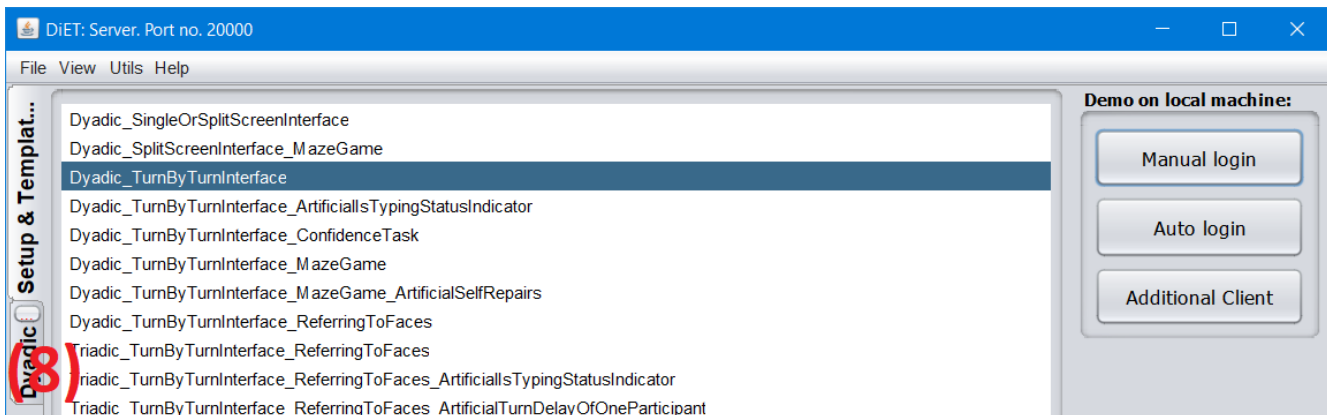 DiET: Server. Port no. 20000
File View Utils Help
Setup & Templat...
Dyadic
(8)
Dyadic_SingleOrSplitScreenInterface
Dyadic_SplitScreenInterface_MazeGame
Dyadic_TurnByTurnInterface
Dyadic_TurnByTurnInterface_ArtificialIsTypingStatusIndicator
Dyadic_TurnByTurnInterface_ConfidenceTask
Dyadic_TurnByTurnInterface_MazeGame
Dyadic_TurnByTurnInterface_MazeGame_ArtificialSelfRepairs
Dyadic_TurnByTurnInterface_ReferringToFaces
Triadic_TurnByTurnInterface_ReferringToFaces
Triadic_TurnByTurnInterface_ReferringToFaces_ArtificialIsTypingStatusIndicator
Triadic_TurnByTurnInterface_ReferringToFaces_ArtificialTurnDelayOfOneParticipant
Demo on local machine:
Manual login
Auto login
Additional Client